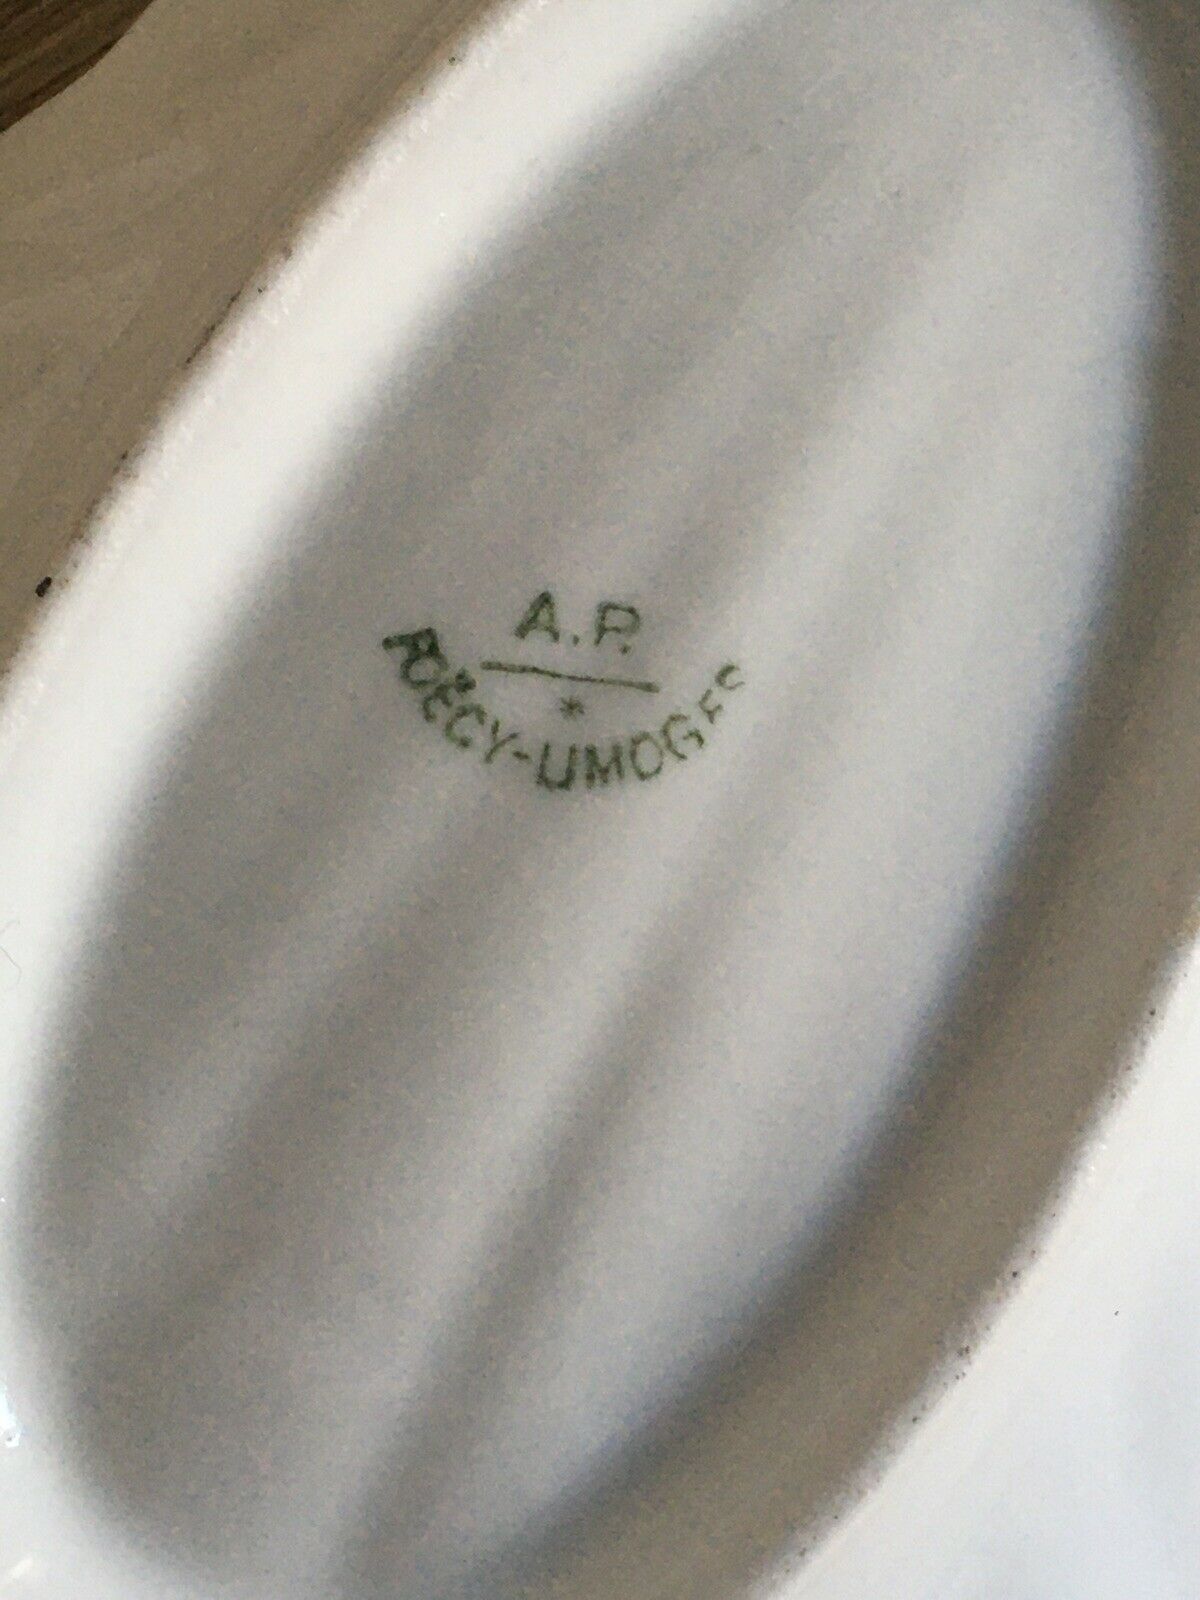 A.P.
*
FOËCY-LIMOGES